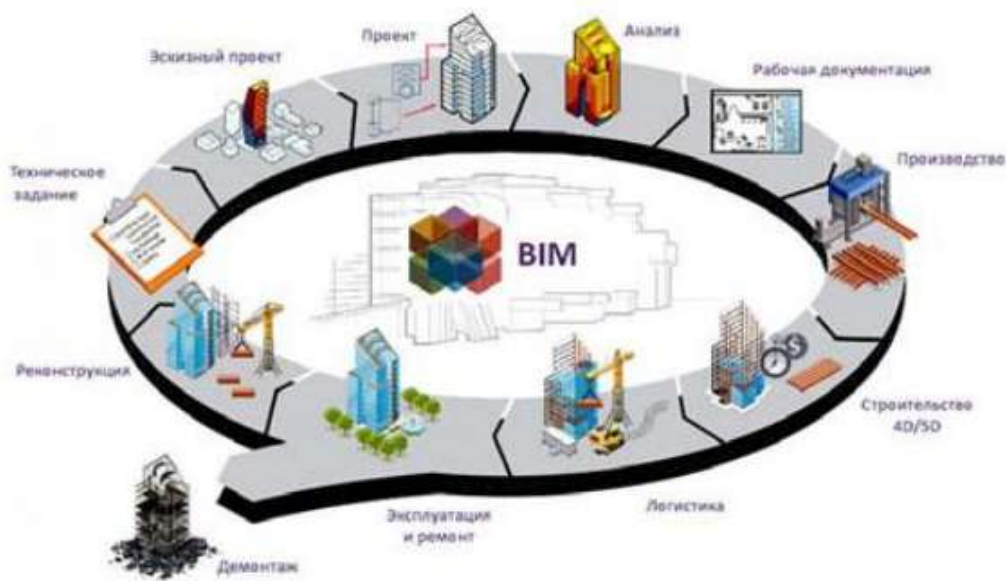 Проект
Анализ
Эскизный проект
Рабочая документация
Техническое
задание
Производство
BIM
Реконструкция
Строительство
4D/5D
Логистика
Эксплуатация
и ремонт
Демонтаж